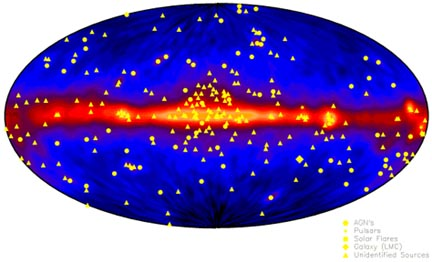 AGN's
Pulsars
Solar Flares
Galaxy (LMC)
Unidentified Sources